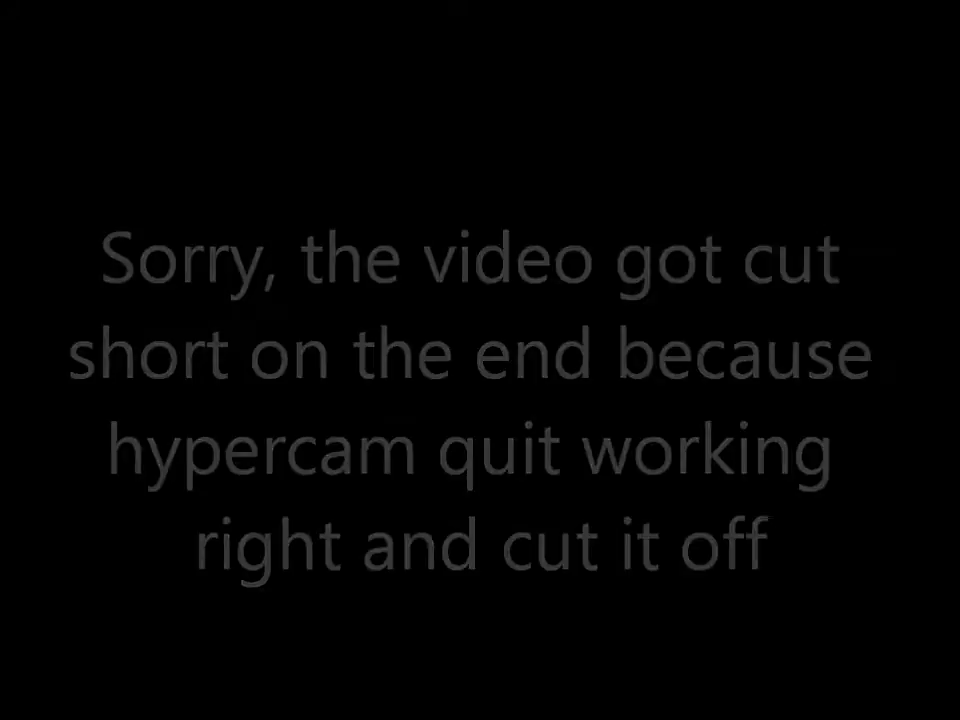 Sorry, the video got cut
short on the end because
hypercam quit working
right and cut it off